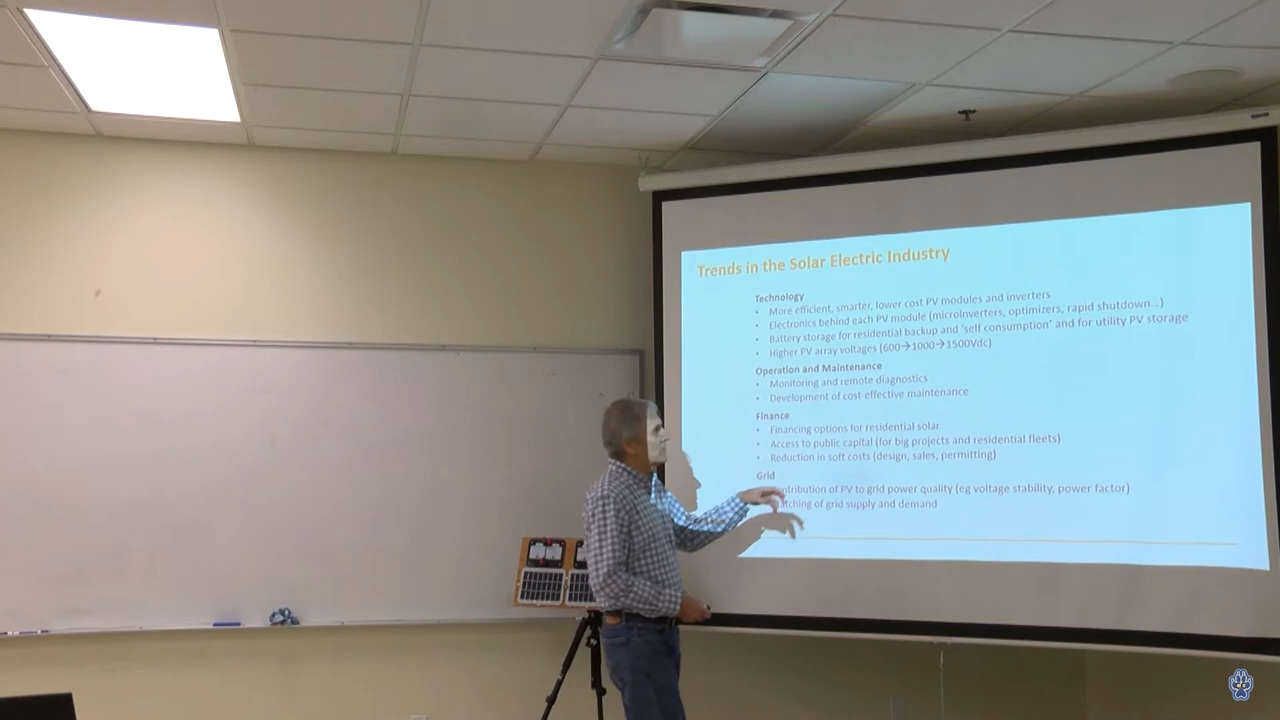 Trends in the Solar Electric Industry
Technology
• More efficient, smarter, lower cost PV modules and inverters
• Electronics behind each PV module (microinverters, optimizers, rapid shutdown...)
• Battery storage for residential backup and 'self consumption' and for utility PV storage
• Higher PV array voltages (600→1000→1500Vdc)
Operation and Maintenance
• Monitoring and remote diagnostics
• Development of cost-effective maintenance
Finance
• Financing options for residential solar
• Access to public capital (for big projects and residential fleets)
• Reduction in soft costs (design, sales, permitting)
Grid
ontribution of PV to grid power quality (eg voltage stability, power factor)
atching of grid supply and demand